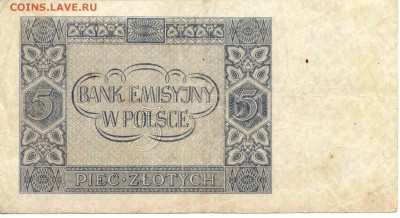 COINS.LAVE.RU
5 BANK EMISYJNY 5
W POLSCE
PIĘĆ·ZŁOTYCH